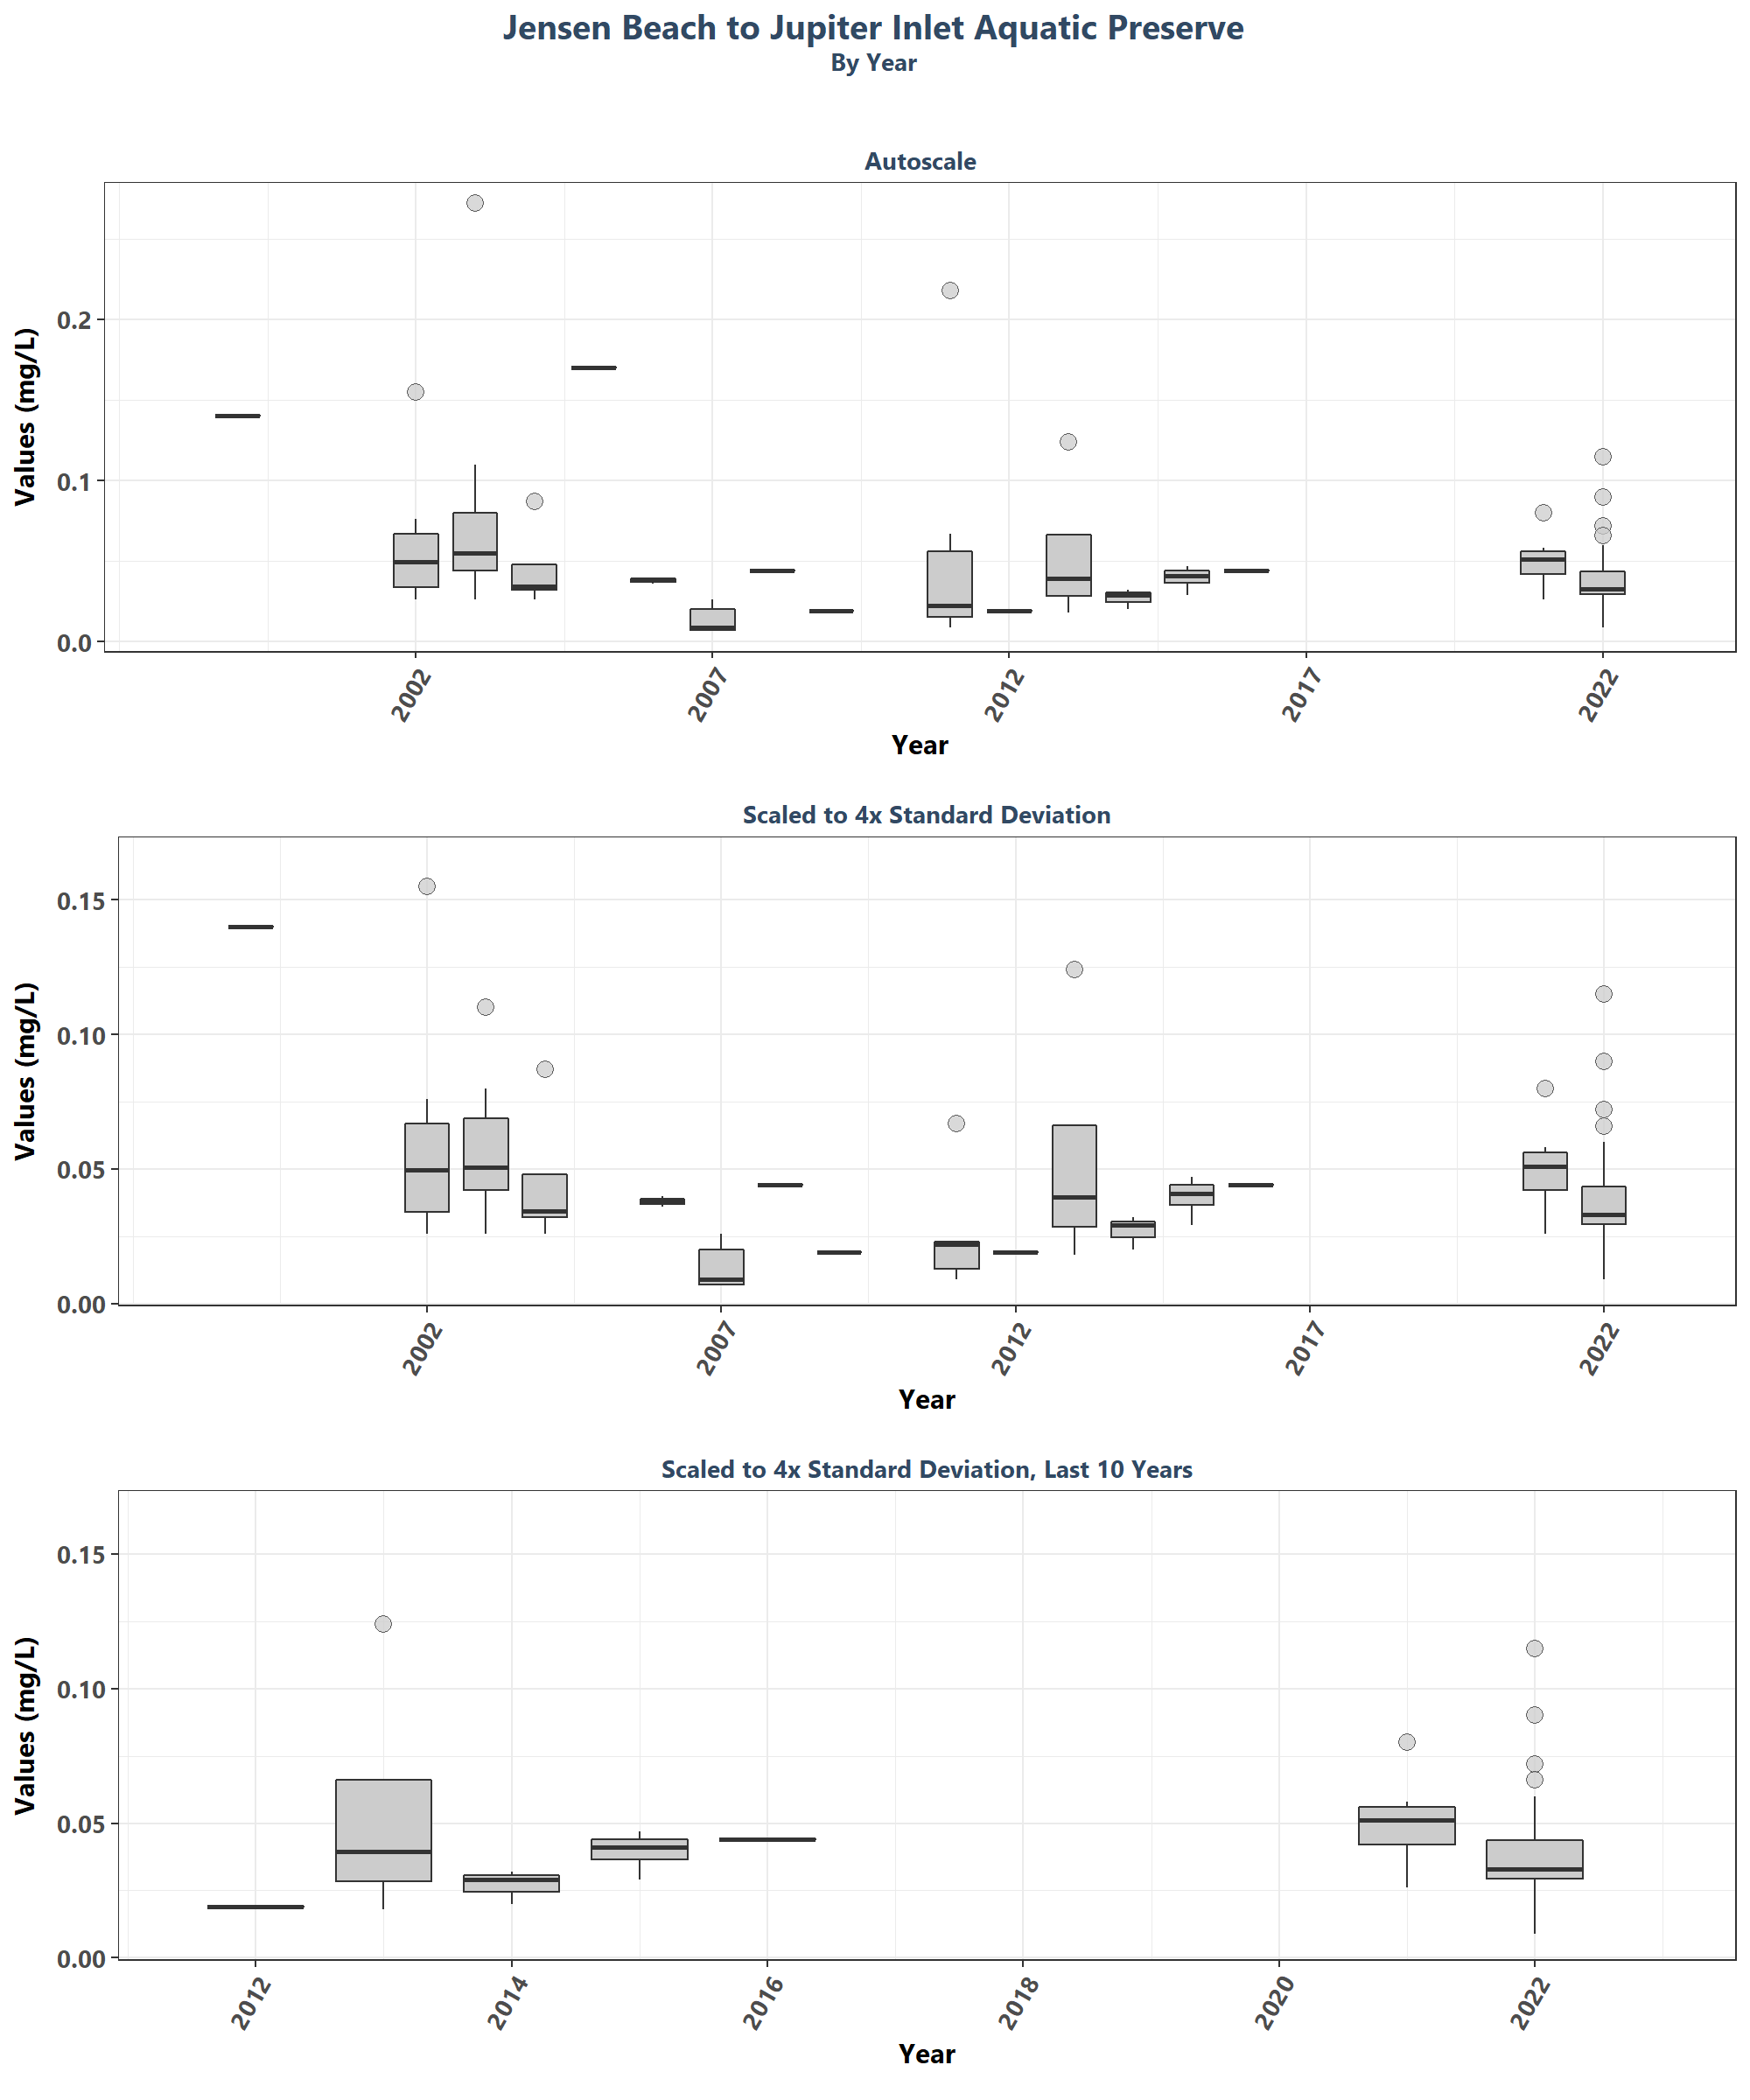 Jensen Beach to Jupiter Inlet Aquatic Preserve
By Year
Autoscale
Values (mg/L)
0.2
0.1
0.0
2002 2007 2012 2017 2022
Year
Scaled to 4x Standard Deviation
Values (mg/L)
0.15
0.10
0.05
0.00
2002 2007 2012 2017 2022
Year
Scaled to 4x Standard Deviation, Last 10 Years
Values (mg/L)
0.15
0.10
0.05
0.00
2012 2014 2016 2018 2020 2022
Year